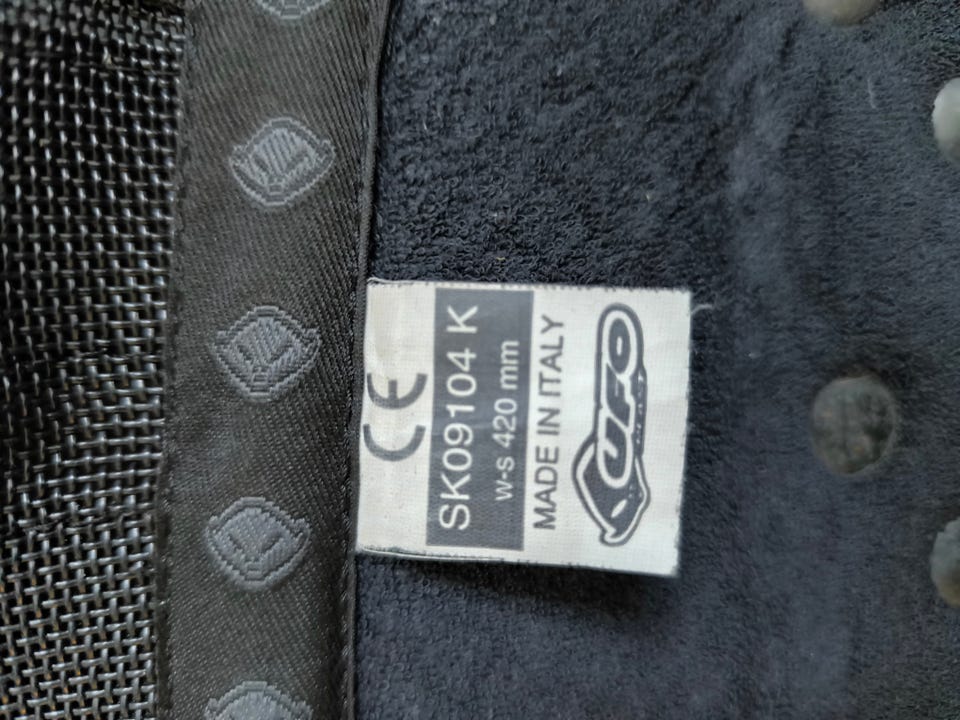 CE
SK09104 K
w-s 420 mm
MADE IN ITALY
UFO